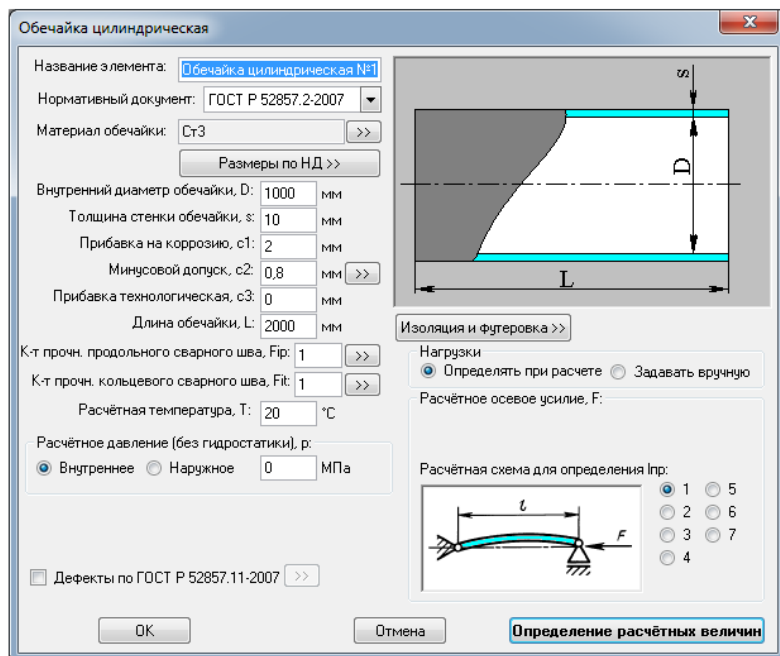 Обечайка цилиндрическая
Название элемента: Обечайка цилиндрическая №1
Нормативный документ: ГОСТ Р 52857.2-2007
Материал обечайки: Ст3 >>
Размеры по НД >>
Внутренний диаметр обечайки, D: 1000 мм
Толщина стенки обечайки, s: 10 мм
Прибавка на коррозию, c1: 2 мм
Минусовой допуск, c2: 0,8 мм >>
Прибавка технологическая, c3: 0 мм
Длина обечайки, L: 2000 мм
К-т прочн. продольного сварного шва, Fip: 1 >>
К-т прочн. кольцевого сварного шва, Fit: 1 >>
Расчётная температура, T: 20 °C
Расчётное давление (без гидростатики), p:
Внутреннее Наружное 0 МПа
Дефекты по ГОСТ Р 52857.11-2007 >>
s
D
L
Изоляция и футеровка >>
Нагрузки
Определять при расчете Задавать вручную
Расчётное осевое усилие, F:
Расчётная схема для определения lпр:
l
F
1 5
2 6
3 7
4
OK Отмена Определение расчётных величин